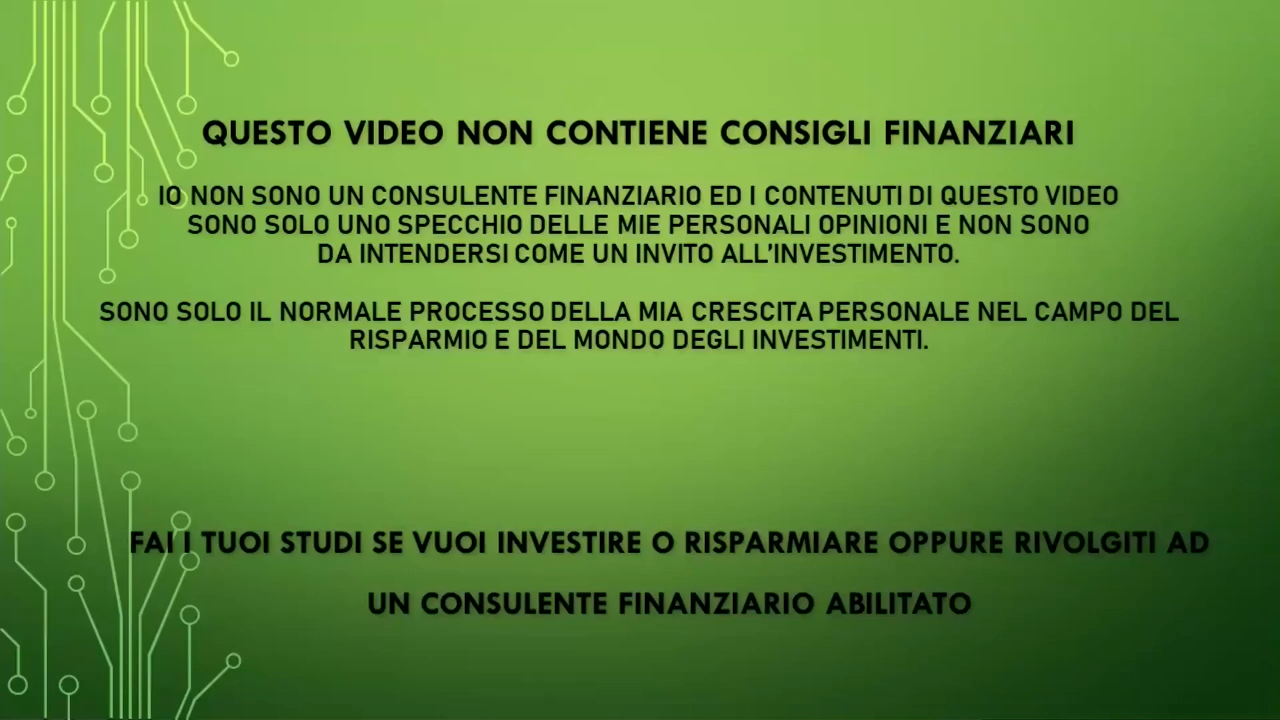 QUESTO VIDEO NON CONTIENE CONSIGLI FINANZIARI
IO NON SONO UN CONSULENTE FINANZIARIO ED I CONTENUTI DI QUESTO VIDEO
SONO SOLO UNO SPECCHIO DELLE MIE PERSONALI OPINIONI E NON SONO
DA INTENDERSI COME UN INVITO ALL'INVESTIMENTO.
SONO SOLO IL NORMALE PROCESSO DELLA MIA CRESCITA PERSONALE NEL CAMPO DEL
RISPARMIO E DEL MONDO DEGLI INVESTIMENTI.
FAI I TUOI STUDI SE VUOI INVESTIRE O RISPARMIARE OPPURE RIVOLGITI AD
UN CONSULENTE FINANZIARIO ABILITATO